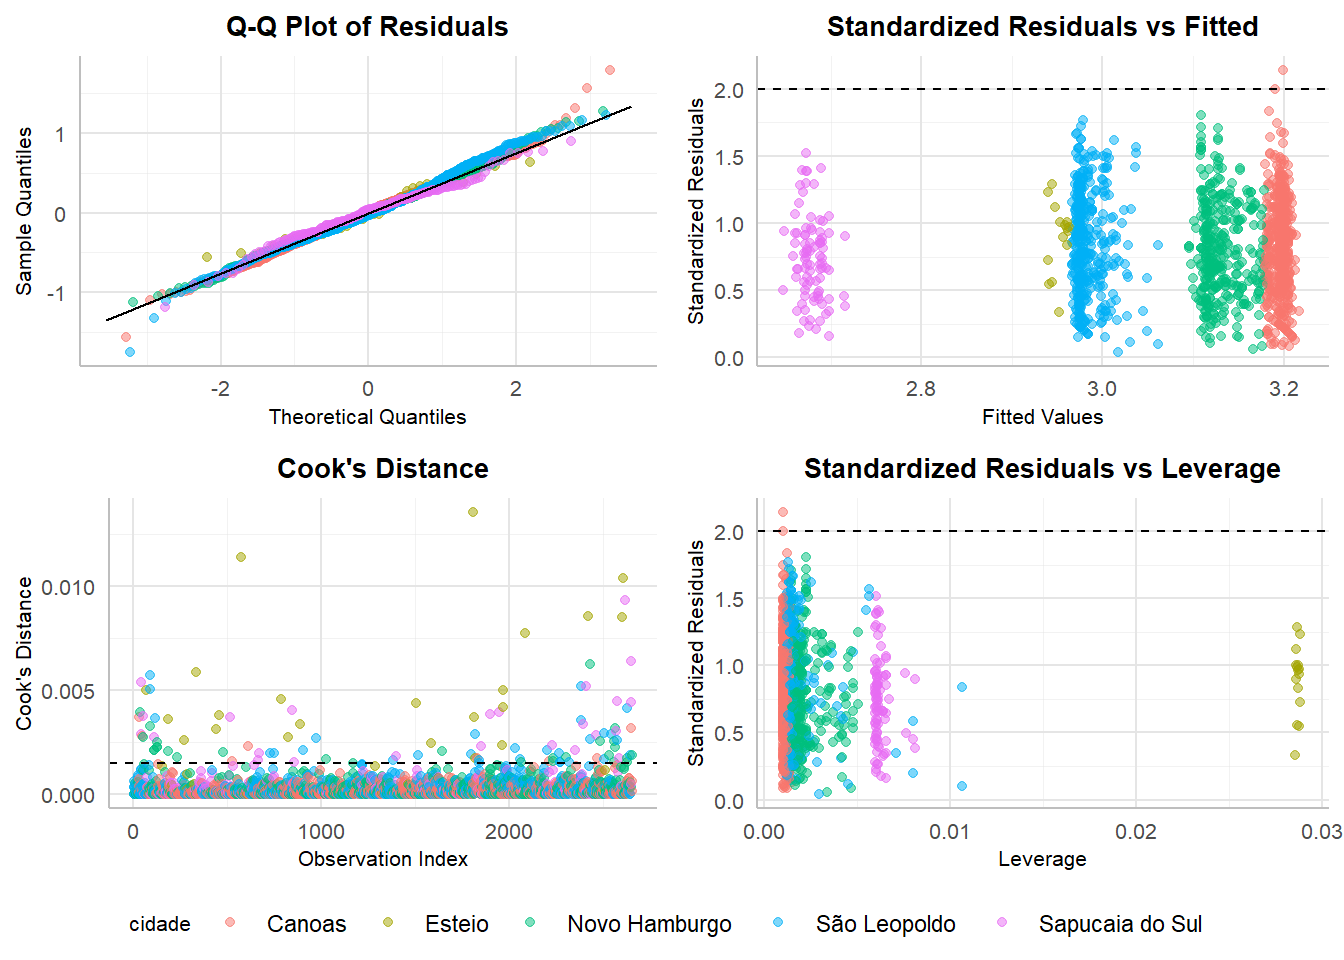 Q-Q Plot of Residuals
Sample Quantiles
1
0
-1
-2
0
2
Theoretical Quantiles
Standardized Residuals vs Fitted
Standardized Residuals
2.0
1.5
1.0
0.5
0.0
2.8
3.0
3.2
Fitted Values
Cook's Distance
Cook's Distance
0.010
0.005
0.000
0
1000
2000
Observation Index
Standardized Residuals vs Leverage
Standardized Residuals
2.0
1.5
1.0
0.5
0.0
0.00
0.01
0.02
0.03
Leverage
cidade Canoas Esteio Novo Hamburgo São Leopoldo Sapucaia do Sul